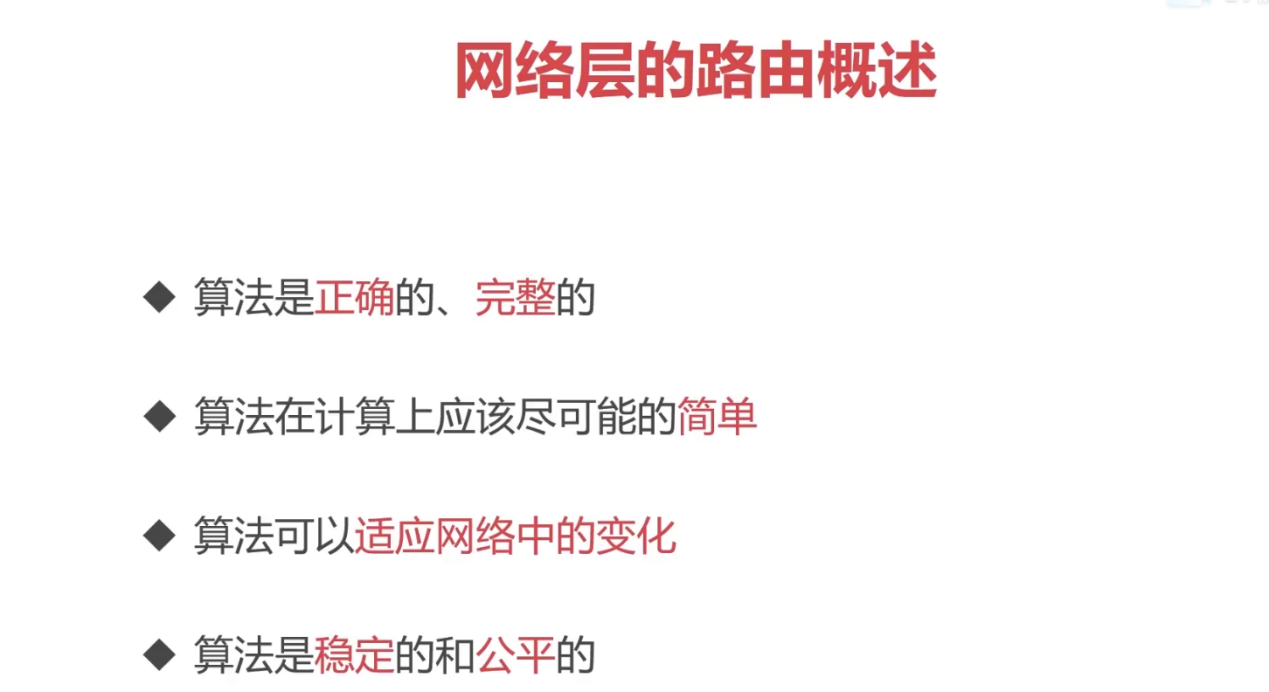 网络层的路由概述
◆ 算法是正确的、完整的
◆ 算法在计算上应该尽可能的简单
◆ 算法可以适应网络中的变化
◆ 算法是稳定的和公平的